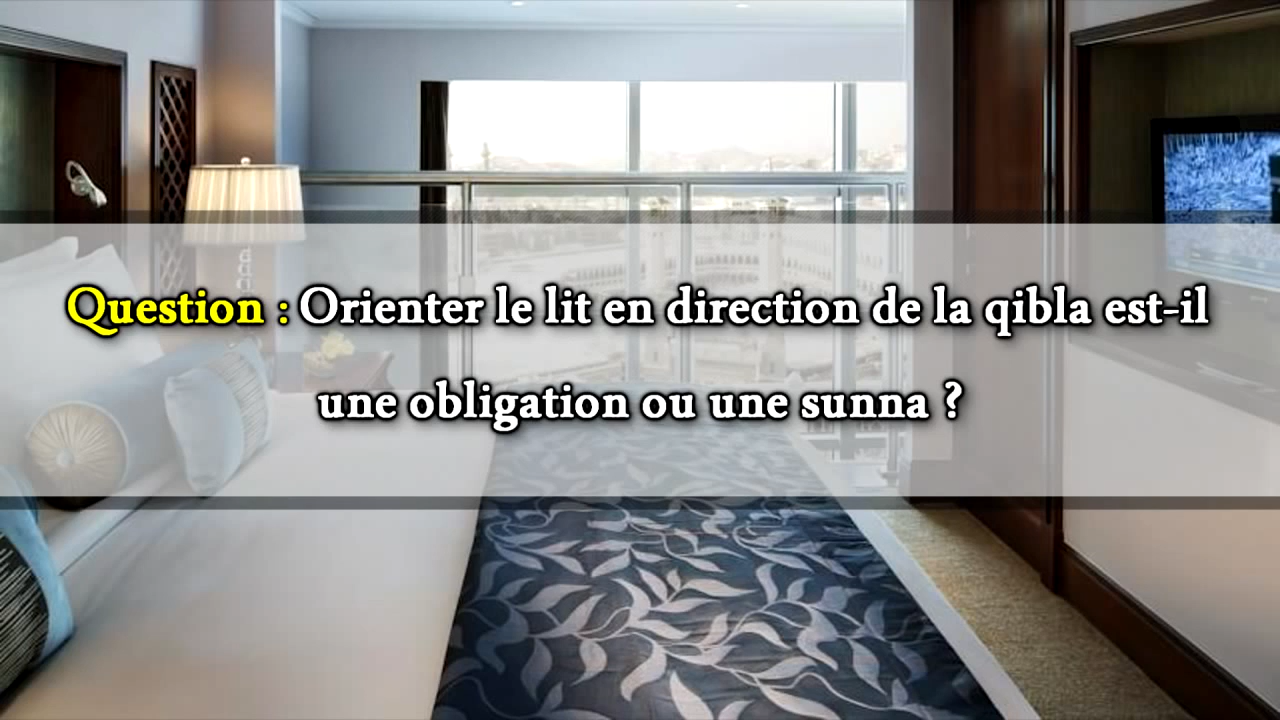 Question : Orienter le lit en direction de la qibla est-il
une obligation ou une sunna ?